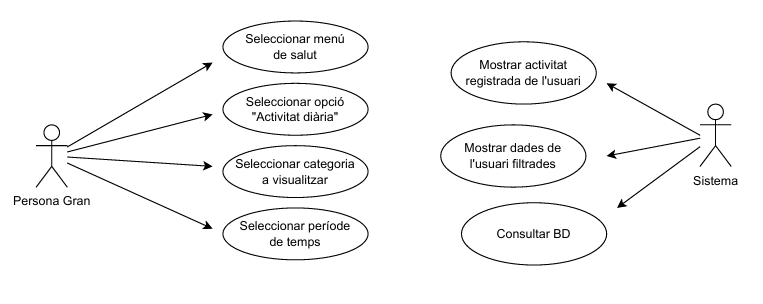 Seleccionar menú
de salut
Seleccionar opció
"Activitat diària"
Seleccionar categoria
a visualitzar
Seleccionar període
de temps
Persona Gran
Mostrar activitat
registrada de l'usuari
Mostrar dades de
l'usuari filtrades
Consultar BD
Sistema